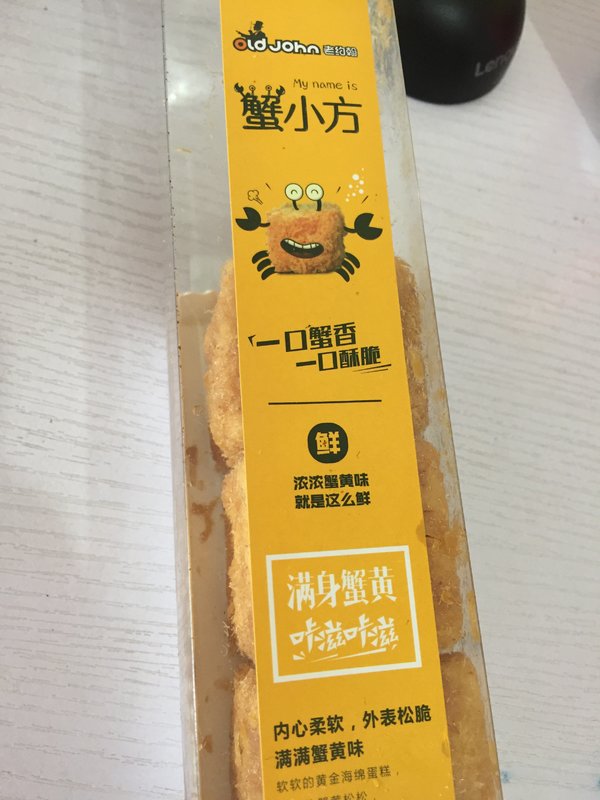 old JOHN 老约翰
Leno
My name is
蟹小方
一口蟹香
一口酥脆
鲜
浓浓蟹黄味
就是这么鲜
满身蟹黄
咔滋咔滋
内心柔软，外表松脆
满满蟹黄味
软软的黄金海绵蛋糕，